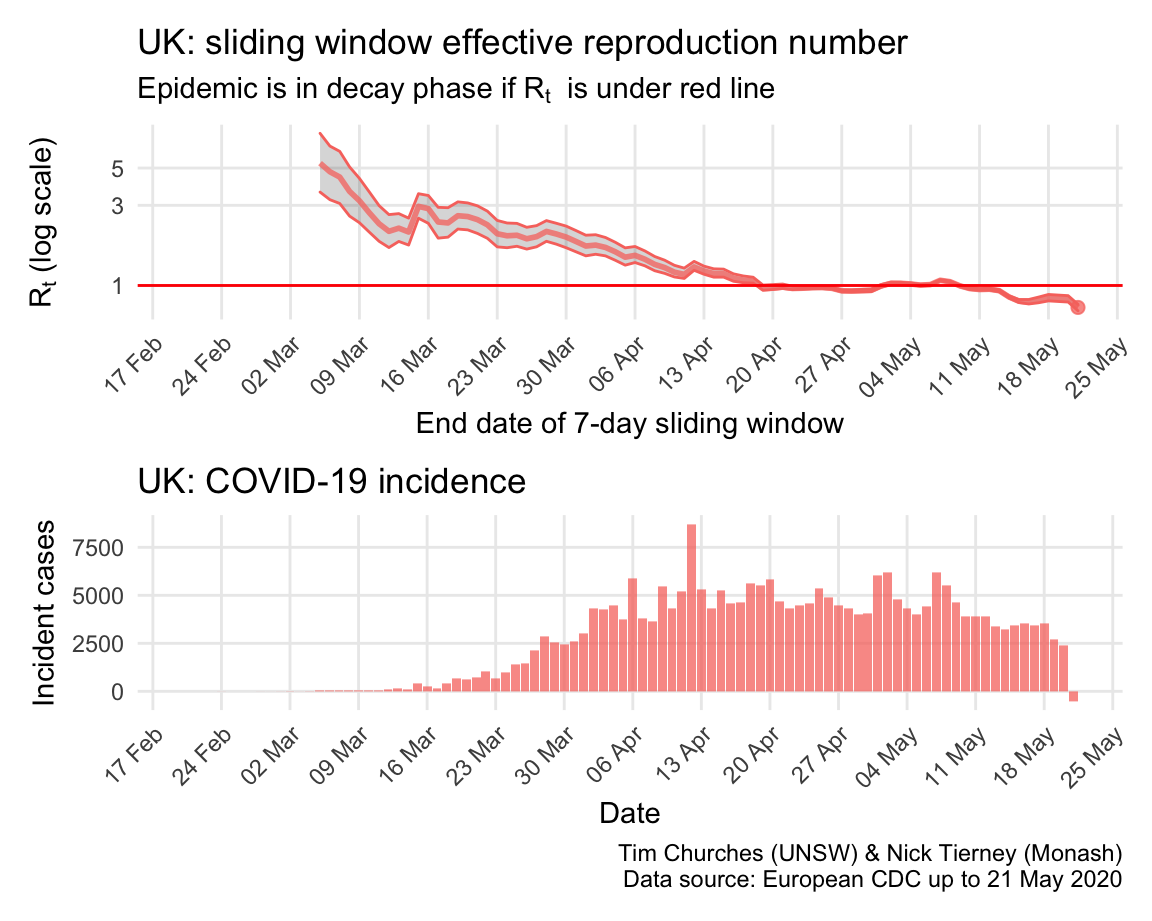 UK: sliding window effective reproduction number
Epidemic is in decay phase if Rt is under red line
Rt (log scale)
5
3
1
17 Feb
24 Feb
02 Mar
09 Mar
16 Mar
23 Mar
30 Mar
06 Apr
13 Apr
20 Apr
27 Apr
04 May
11 May
18 May
25 May
End date of 7-day sliding window
UK: COVID-19 incidence
Incident cases
7500
5000
2500
0
17 Feb
24 Feb
02 Mar
09 Mar
16 Mar
23 Mar
30 Mar
06 Apr
13 Apr
20 Apr
27 Apr
04 May
11 May
18 May
25 May
Date
Tim Churches (UNSW) & Nick Tierney (Monash)
Data source: European CDC up to 21 May 2020